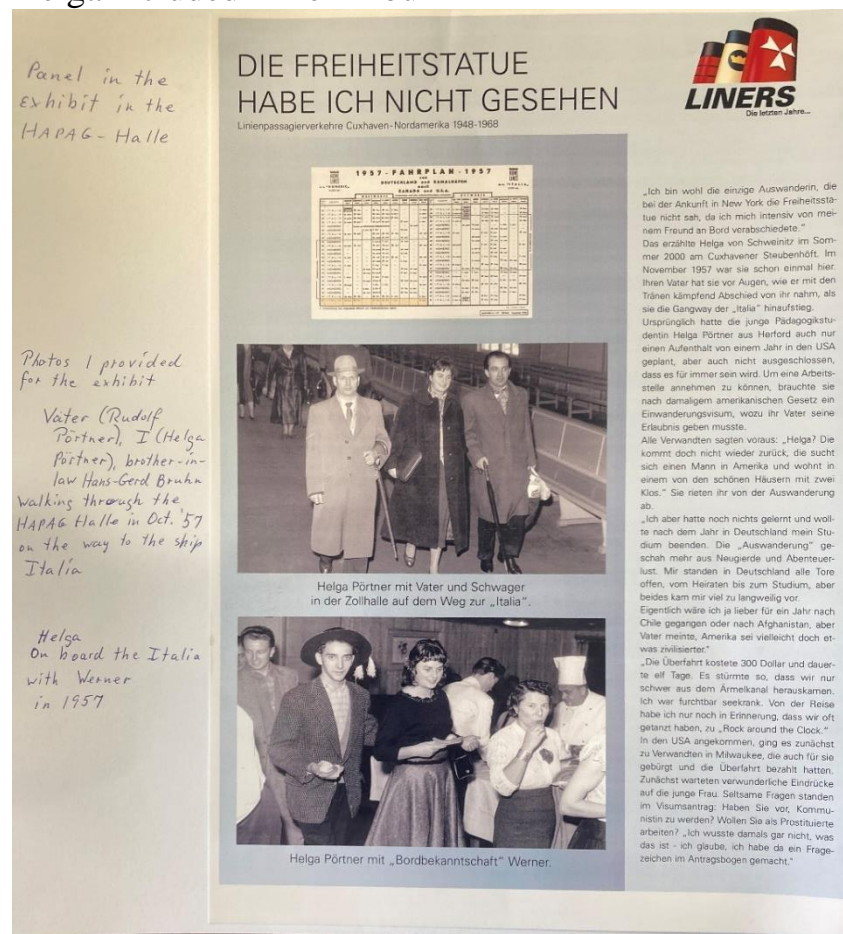 Panel in the
exhibit in the
HAPAG-Halle
Photos I provided
for the exhibit
Vater (Rudolf
Pörtner), I (Helga
Pörtner), brother-in-
law Hans-Gerd Bruhn
walking through the
HAPAG Halle in Oct. '57
on the way to the ship
Italia
Helga
On board the Italia
with Werner
in 1957
DIE FREIHEITSTATUE
HABE ICH NICHT GESEHEN
Linienpassagierverkehre Cuxhaven-Nordamerika 1948-1968
LINERS
Die letzten Jahre...
1957 - FAHRPLAN - 1957
von
DEUTSCHLAND und KANALHÄFEN
nach
KANADA und U.S.A.
HOME
LINES
HOME
LINES
Helga Pörtner mit Vater und Schwager
in der Zollhalle auf dem Weg zur „Italia“.
Helga Pörtner mit „Bordbekanntschaft“ Werner.
„Ich bin wohl die einzige Auswanderin, die
bei der Ankunft in New York die Freiheitssta-
tue nicht sah, da ich mich intensiv von mei-
nem Freund an Bord verabschiedete.“
Das erzählte Helga von Schweinitz im Som-
mer 2000 am Cuxhavener Steubenhöft. Im
November 1957 war sie schon einmal hier.
Ihren Vater hat sie vor Augen, wie er mit den
Tränen kämpfend Abschied von ihr nahm, als
sie die Gangway der „Italia“ hinaufstieg.
Ursprünglich hatte die junge Pädagogikstu-
dentin Helga Pörtner aus Herford auch nur
einen Aufenthalt von einem Jahr in den USA
geplant, aber auch nicht ausgeschlossen,
dass es für immer sein wird. Um eine Arbeits-
stelle annehmen zu können, brauchte sie
nach damaligem amerikanischen Gesetz ein
Einwanderungsvisum, wozu ihr Vater seine
Erlaubnis geben musste.
Alle Verwandten sagten voraus: „Helga? Die
kommt doch nicht wieder zurück, die sucht
sich einen Mann in Amerika und wohnt in
einem von den schönen Häusern mit zwei
Klos.“ Sie rieten ihr von der Auswanderung
ab.
„Ich aber hatte noch nichts gelernt und woll-
te nach dem Jahr in Deutschland mein Stu-
dium beenden. Die „Auswanderung“ ge-
schah mehr aus Neugierde und Abenteuer-
lust. Mir standen in Deutschland alle Tore
offen, vom Heiraten bis zum Studium, aber
beides kam mir viel zu langweilig vor.
Eigentlich wäre ich ja lieber für ein Jahr nach
Chile gegangen oder nach Afghanistan, aber
Vater meinte, Amerika sei vielleicht doch et-
was zivilisierter.“
„Die Überfahrt kostete 300 Dollar und dauer-
te elf Tage. Es stürmte so, dass wir nur
schwer aus dem Ärmelkanal herauskamen.
Ich war furchtbar seekrank. Von der Reise
habe ich nur noch in Erinnerung, dass wir oft
getanzt haben, zu „Rock around the Clock.“
In den USA angekommen, ging es zunächst
zu Verwandten in Milwaukee, die auch für sie
gebürgt und die Überfahrt bezahlt hatten.
Zunächst warteten verwunderliche Eindrücke
auf die junge Frau. Seltsame Fragen standen
im Visumsantrag: Haben Sie vor, Kommu-
nistin zu werden? Wollen Sie als Prostituierte
arbeiten? „Ich wusste damals gar nicht, was
das ist - ich glaube, ich habe da ein Frage-
zeichen im Antragsbogen gemacht.“